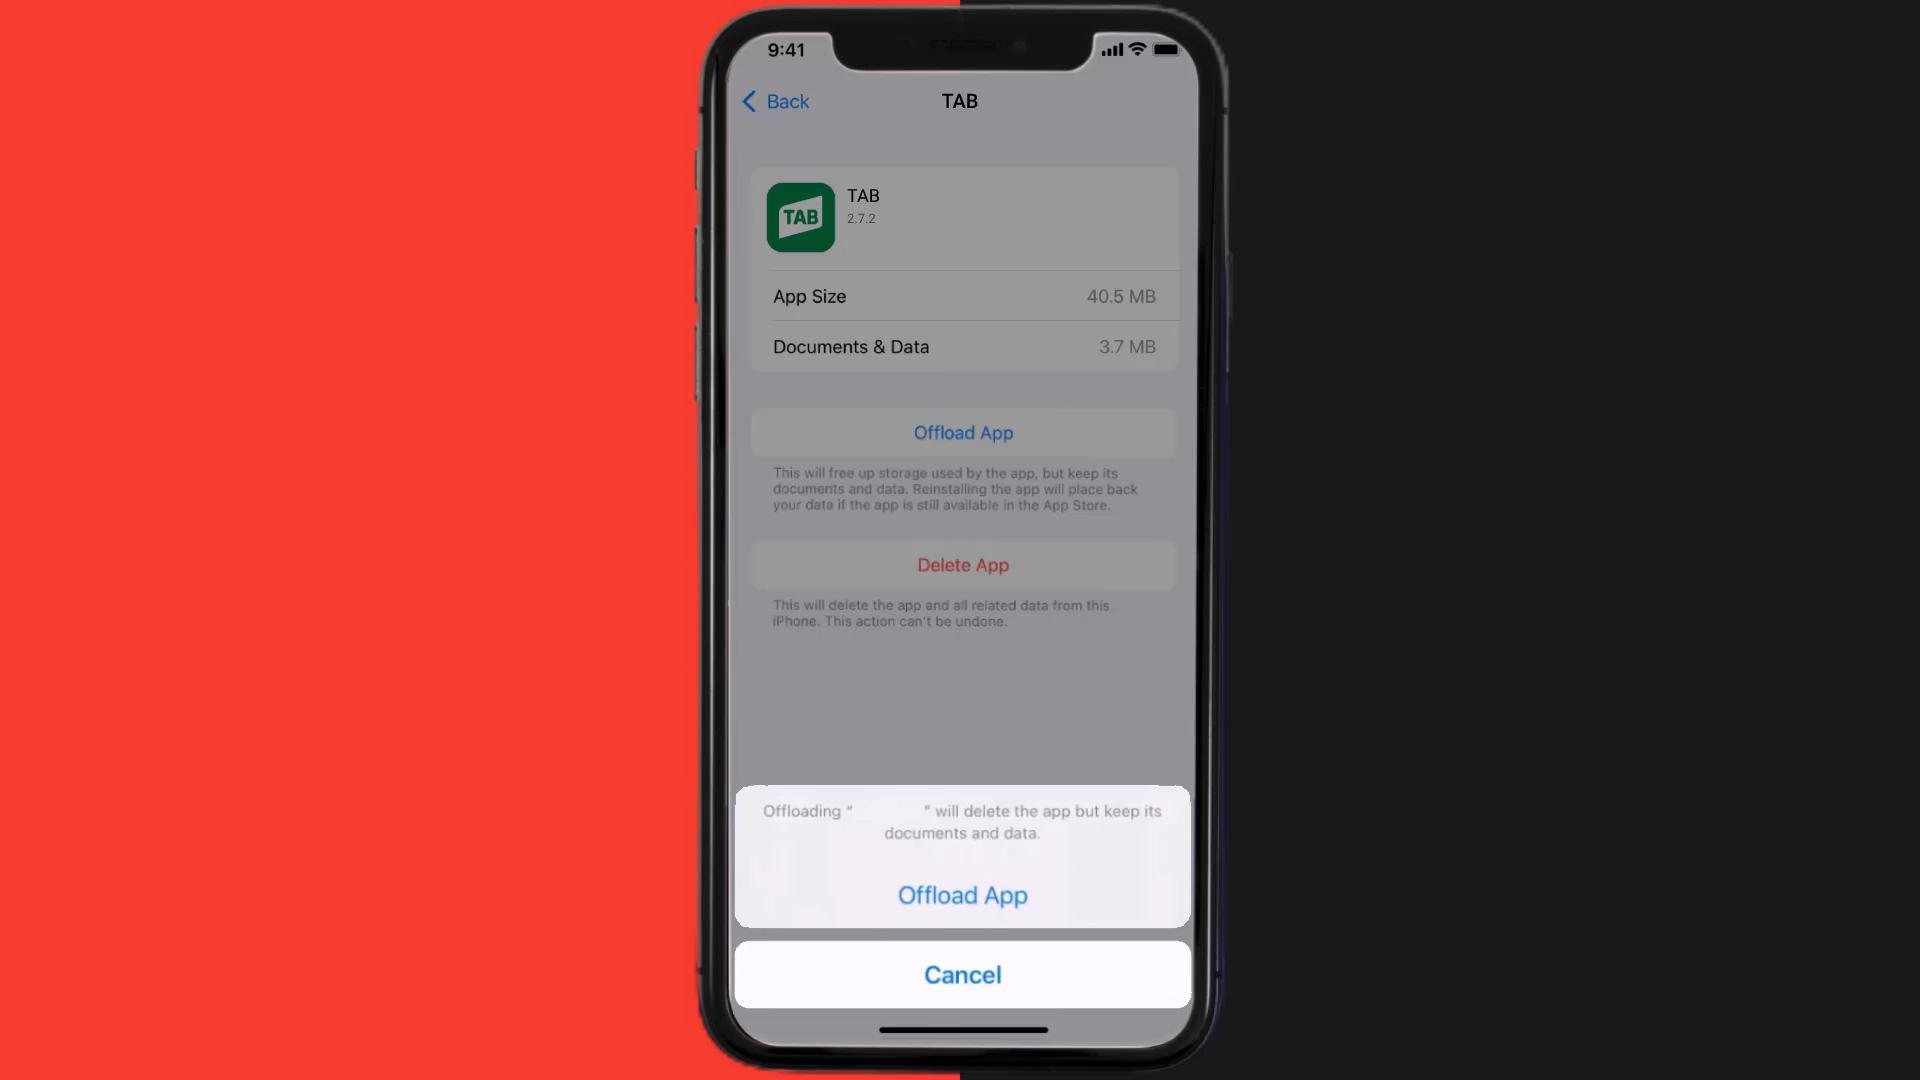 9:41
Back
TAB
TAB
TAB
2.7.2
App Size 40.5 MB
Documents & Data 3.7 MB
Offload App
This will free up storage used by the app, but keep its
documents and data. Reinstalling the app will place back
your data if the app is still available in the App Store.
Delete App
This will delete the app and all related data from this
iPhone. This action can't be undone.
Offloading “ ” will delete the app but keep its
documents and data.
Offload App
Cancel